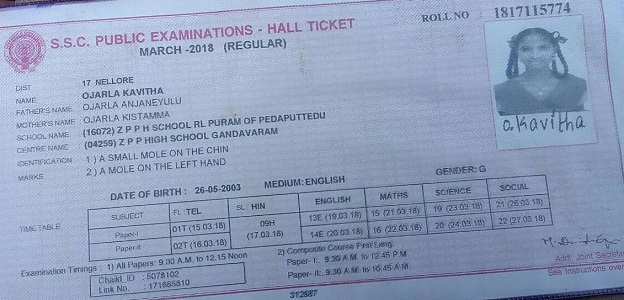 S.S.C. PUBLIC EXAMINATIONS - HALL TICKET
MARCH -2018 (REGULAR)
ROLL NO : 1817115774
DIST 17 NELLORE
NAME OJARLA KAVITHA
FATHER'S NAME OJARLA ANJANEYULU
MOTHER'S NAME OJARLA KISTAMMA
SCHOOL NAME (16072) Z P P H SCHOOL RL PURAM OF PEDAPUTTEDU
CENTRE NAME (04259) Z P P HIGH SCHOOL GANDAVARAM
IDENTIFICATION 1 ) A SMALL MOLE ON THE CHIN
MARKS 2 ) A MOLE ON THE LEFT HAND
O. Kavitha
DATE OF BIRTH : 26-05-2003 MEDIUM: ENGLISH GENDER: G
TIME TABLE
SUBJECT FL: TEL SL: HIN ENGLISH MATHS SCIENCE SOCIAL
Paper-I 01T (15.03.18) 09H (17.03.18) 13E (19.03.18) 15 (21.03.18) 19 (23.03.18) 21 (26.03.18)
Paper-II 02T (16.03.18) 14E (20.03.18) 16 (22.03.18) 20 (24.03.18) 22 (27.03.18)
Examination Timings : 1) All Papers: 9.30 A.M. to 12.15 Noon
2) Composite Course First Lang.
Paper- I:. 9.30 A.M. to 12.45 P.M.
Paper- II:. 9.30 A.M. to 10.45 A.M.
Chald_ID : 5078102
Link No. : 171665810
Addl. Joint Secretar
See Instructions over
312687